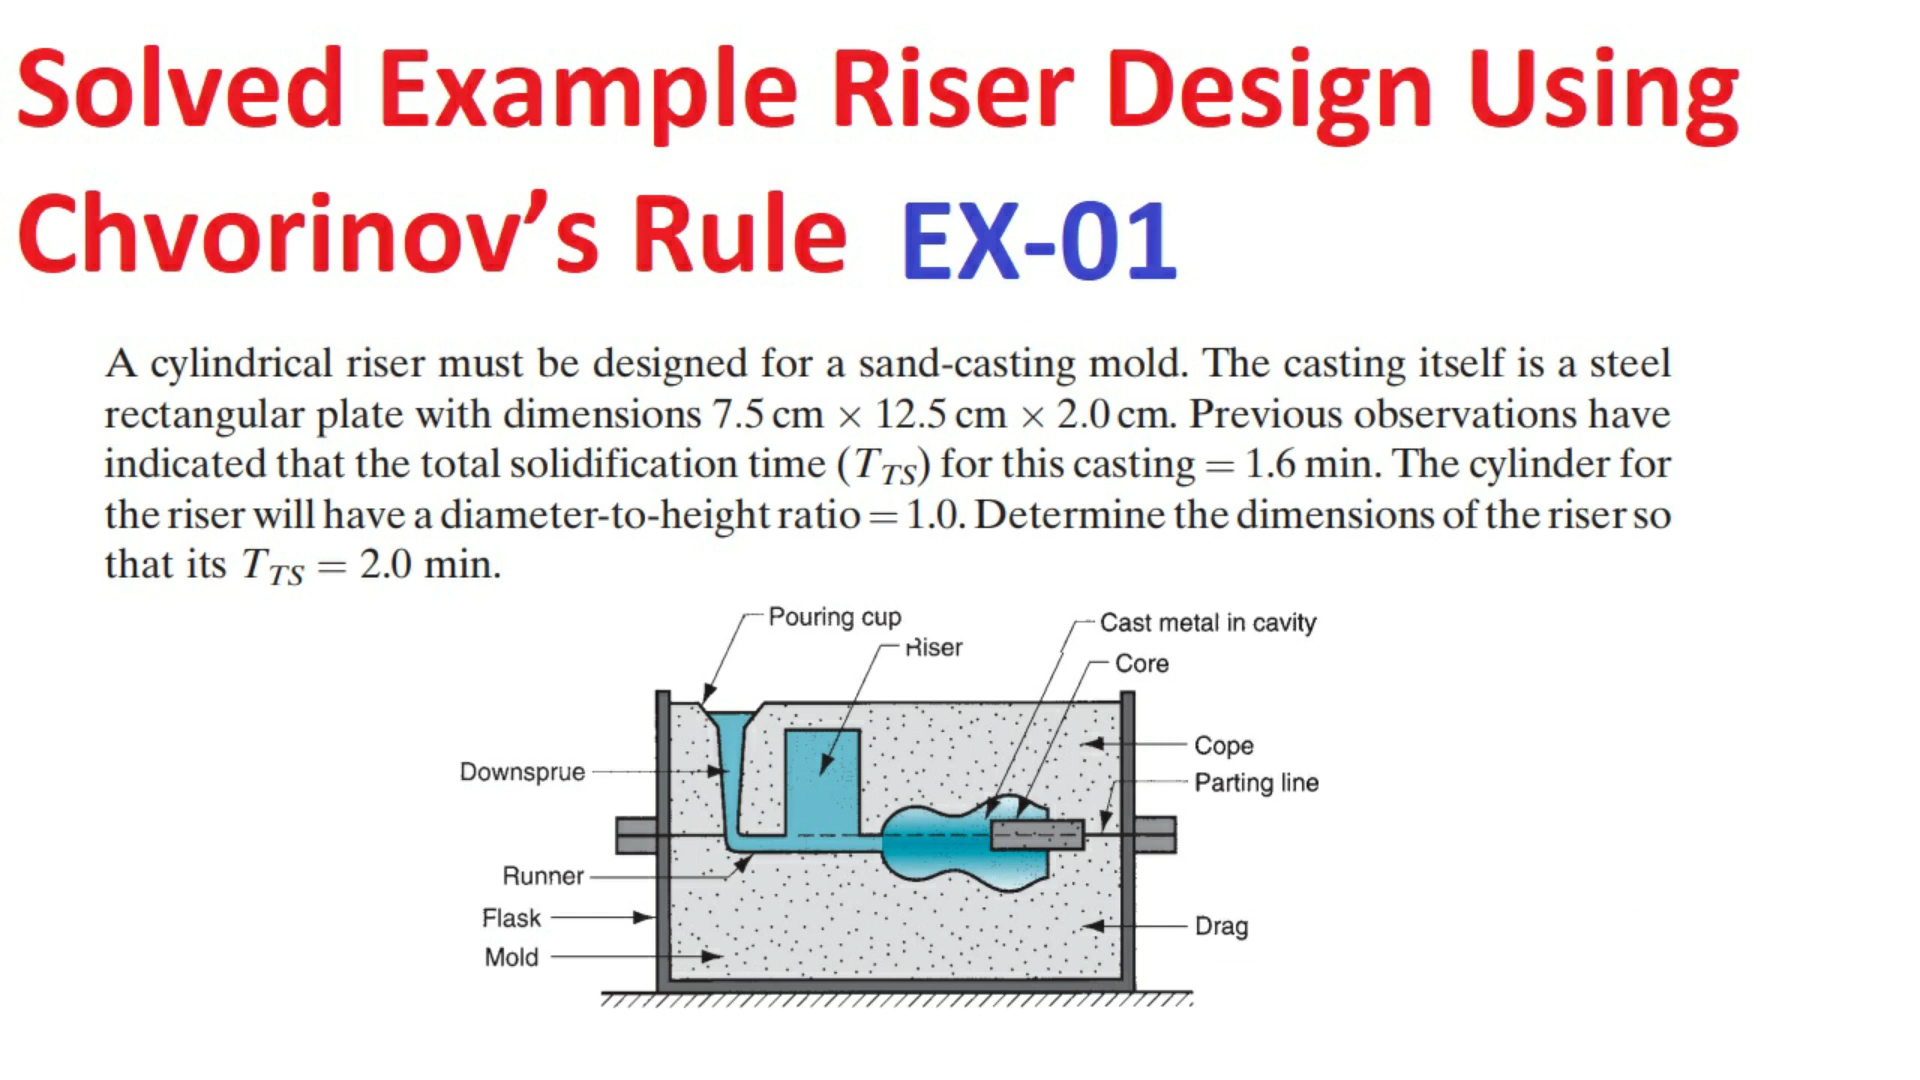 Solved Example Riser Design Using
Chvorinov’s Rule EX-01
A cylindrical riser must be designed for a sand-casting mold. The casting itself is a steel
rectangular plate with dimensions 7.5 cm × 12.5 cm × 2.0 cm. Previous observations have
indicated that the total solidification time (TTS) for this casting = 1.6 min. The cylinder for
the riser will have a diameter-to-height ratio = 1.0. Determine the dimensions of the riser so
that its TTS = 2.0 min.
Pouring cup
Cast metal in cavity
Riser
Core
Cope
Downsprue
Parting line
Runner
Flask
Drag
Mold